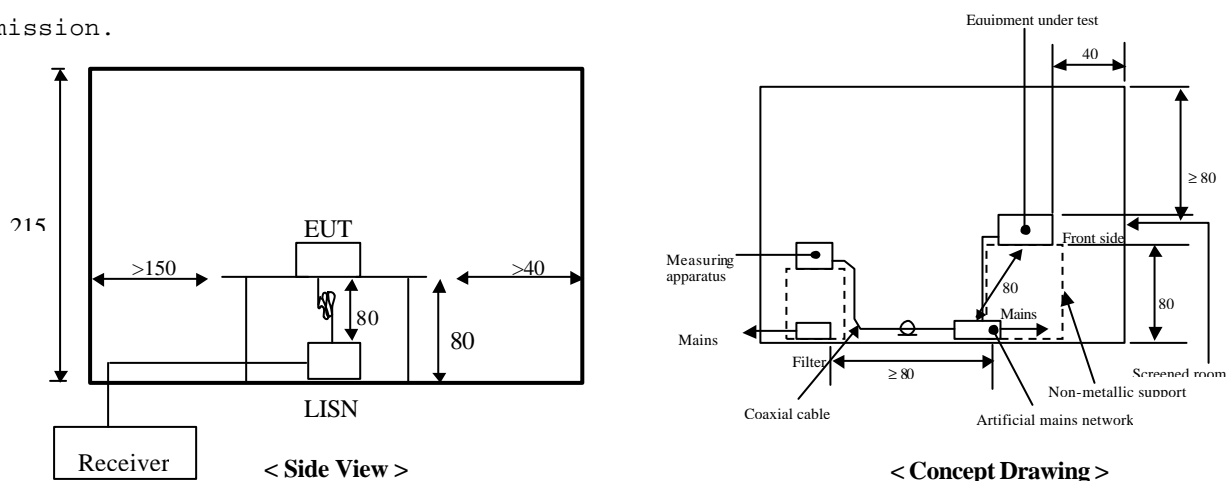 mission.
215
EUT
>150
>40
80
80
LISN
Receiver
< Side View >
Equipment under test
40
≥ 80
Front side
Measuring
apparatus
80
80
Mains
Mains
Filter
≥ 80
Screened room
Non-metallic support
Coaxial cable
Artificial mains network
< Concept Drawing >